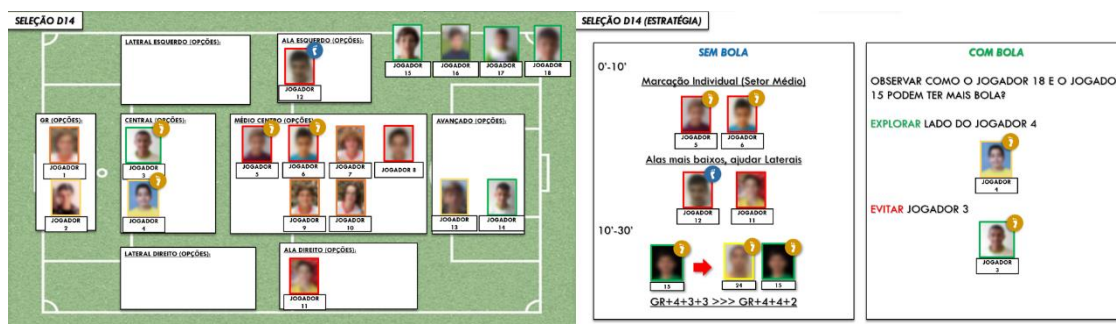 SELEÇÃO D14
LATERAL ESQUERDO (OPÇÕES):
ALA ESQUERDO (OPÇÕES):
JOGADOR
12
JOGADOR
15
JOGADOR
16
JOGADOR
17
JOGADOR
18
GR (OPÇÕES):
JOGADOR
1
JOGADOR
2
CENTRAL (OPÇÕES):
JOGADOR
3
JOGADOR
4
MÉDIO CENTRO (OPÇÕES):
JOGADOR
5
JOGADOR
6
JOGADOR
7
JOGADOR 8
JOGADOR
9
JOGADOR
10
AVANÇADO (OPÇÕES):
JOGADOR
13
JOGADOR
14
LATERAL DIREITO (OPÇÕES):
ALA DIREITO (OPÇÕES):
JOGADOR
11
SELEÇÃO D14 (ESTRATÉGIA)
SEM BOLA
0'-10'
Marcação Individual (Setor Médio)
JOGADOR
5
JOGADOR
6
Alas mais baixos, ajudar Laterais
JOGADOR
12
JOGADOR
11
10'-30'
15
24
15
GR+4+3+3 >>> GR+4+4+2
COM BOLA
OBSERVAR COMO O JOGADOR 18 E O JOGADO
15 PODEM TER MAIS BOLA?
EXPLORAR LADO DO JOGADOR 4
JOGADOR
4
EVITAR JOGADOR 3
JOGADOR
3